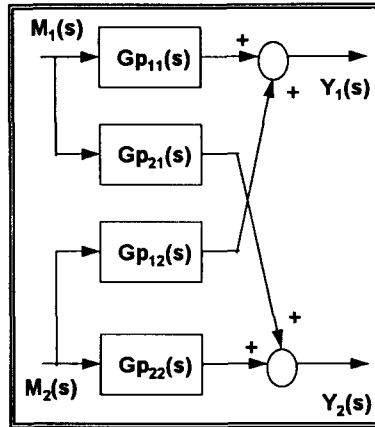 M₁(s)
Gp₁₁(s)
+
+
Y₁(s)
Gp₂₁(s)
Gp₁₂(s)
+
Gp₂₂(s)
+
M₂(s)
Y₂(s)